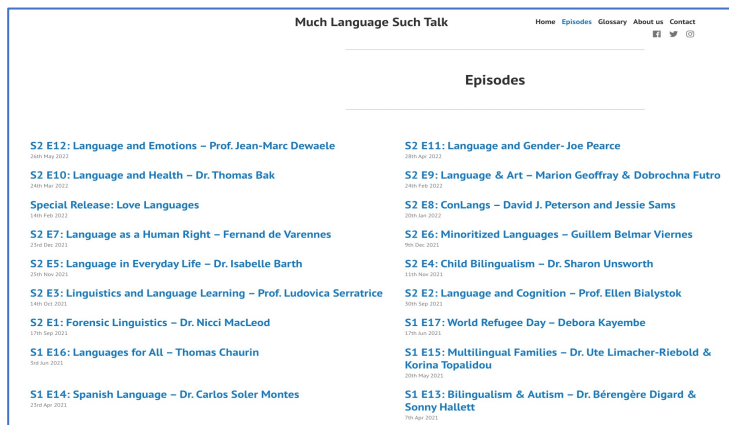 Much Language Such Talk
Home Episodes Glossary About us Contact
Episodes
S2 E12: Language and Emotions – Prof. Jean-Marc Dewaele
26th May 2022
S2 E11: Language and Gender- Joe Pearce
28th Apr 2022
S2 E10: Language and Health – Dr. Thomas Bak
24th Mar 2022
S2 E9: Language & Art – Marion Geoffray & Dobrochna Futro
24th Feb 2022
Special Release: Love Languages
14th Feb 2022
S2 E8: ConLangs – David J. Peterson and Jessie Sams
20th Jan 2022
S2 E7: Language as a Human Right – Fernand de Varennes
23rd Dec 2021
S2 E6: Minoritized Languages – Guillem Belmar Viernes
9th Dec 2021
S2 E5: Language in Everyday Life – Dr. Isabelle Barth
25th Nov 2021
S2 E4: Child Bilingualism – Dr. Sharon Unsworth
11th Nov 2021
S2 E3: Linguistics and Language Learning – Prof. Ludovica Serratrice
14th Oct 2021
S2 E2: Language and Cognition – Prof. Ellen Bialystok
30th Sep 2021
S2 E1: Forensic Linguistics – Dr. Nicci MacLeod
17th Sep 2021
S1 E17: World Refugee Day – Debora Kayembe
17th Jun 2021
S1 E16: Languages for All – Thomas Chaurin
3rd Jun 2021
S1 E15: Multilingual Families – Dr. Ute Limacher-Riebold &
Korina Topalidou
20th May 2021
S1 E14: Spanish Language – Dr. Carlos Soler Montes
23rd Apr 2021
S1 E13: Bilingualism & Autism – Dr. Bérengère Digard &
Sonny Hallett
7th Apr 2021